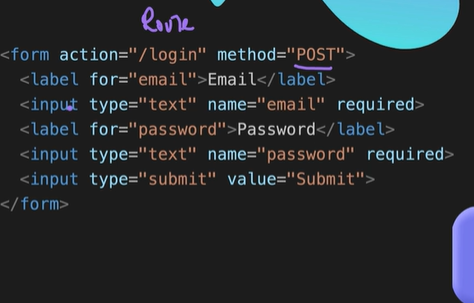 Route
<form action="/login" method="POST">
<label for="email">Email</label>
<input type="text" name="email" required>
<label for="password">Password</label>
<input type="text" name="password" required>
<input type="submit" value="Submit">
</form>